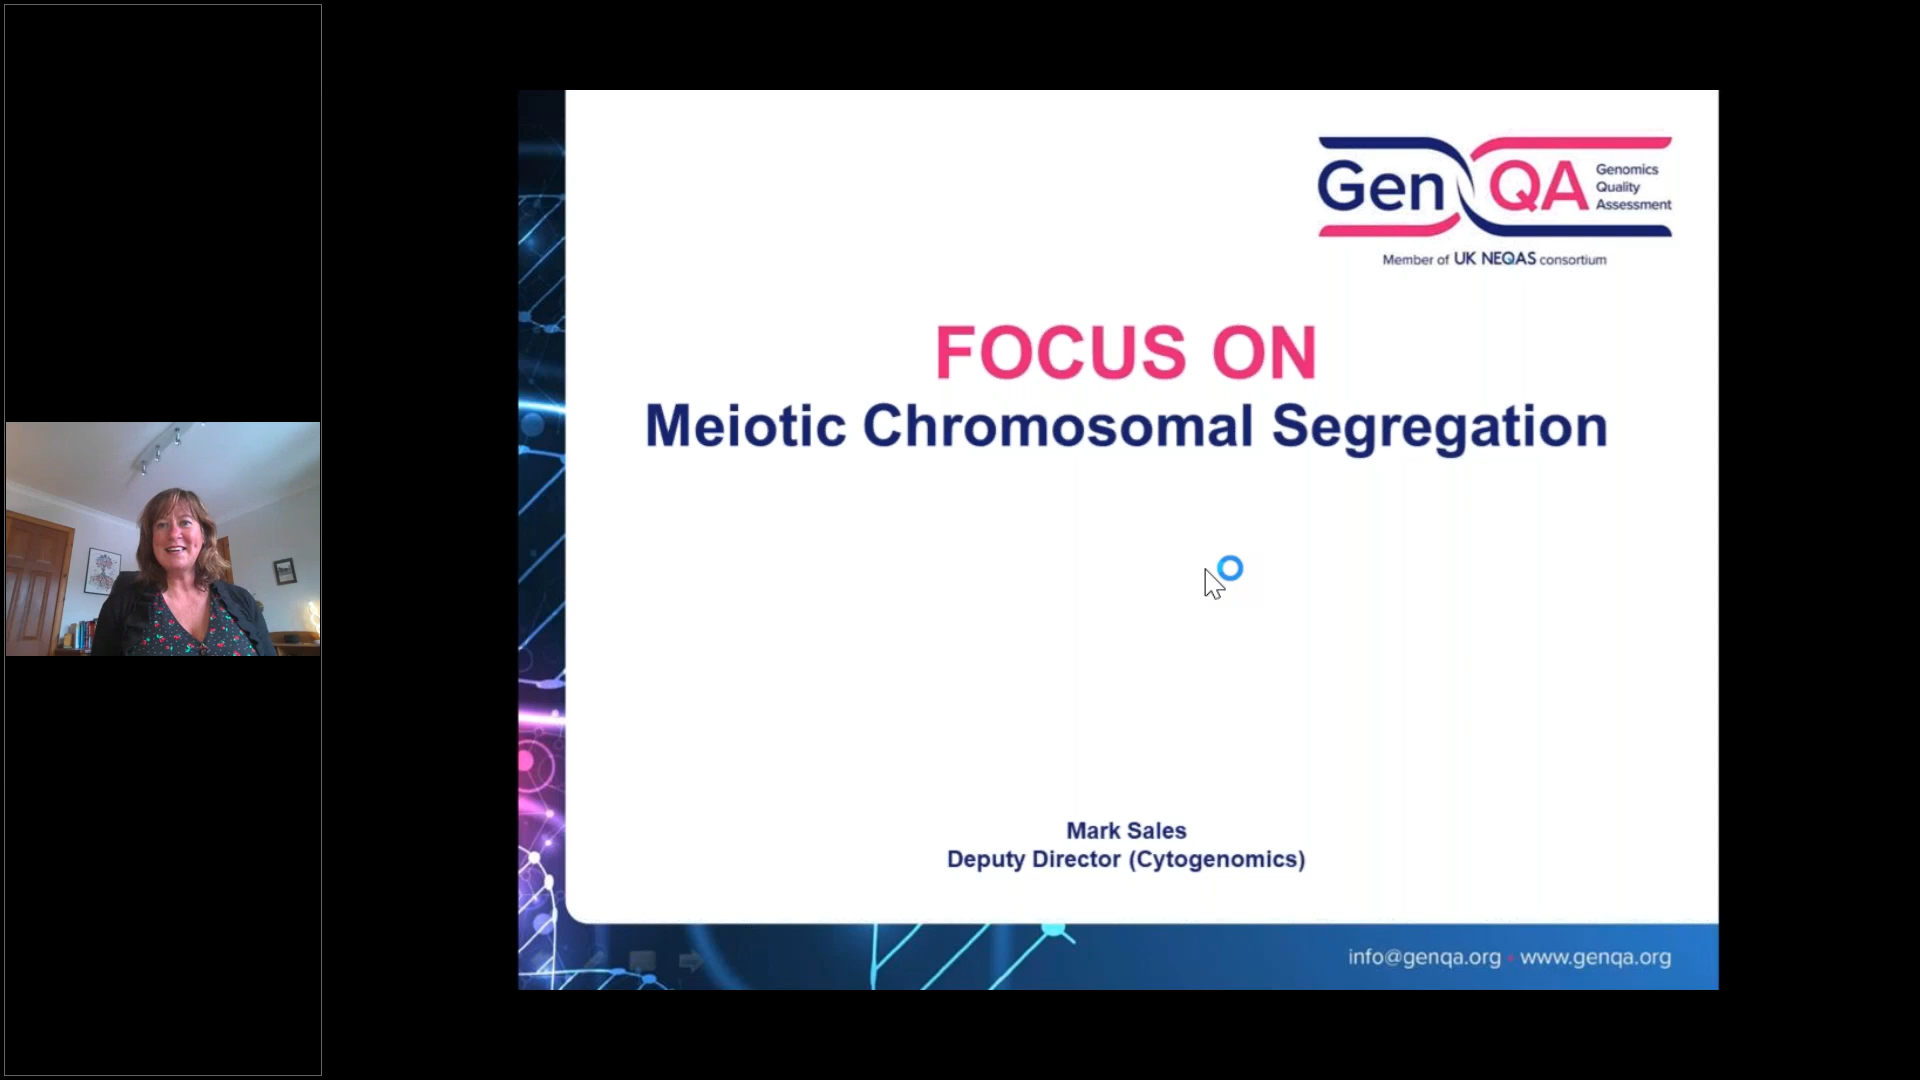 Gen QA
Genomics
Quality
Assessment
Member of UK NEQAS consortium
FOCUS ON
Meiotic Chromosomal Segregation
Mark Sales
Deputy Director (Cytogenomics)
info@genqa.org • www.genqa.org